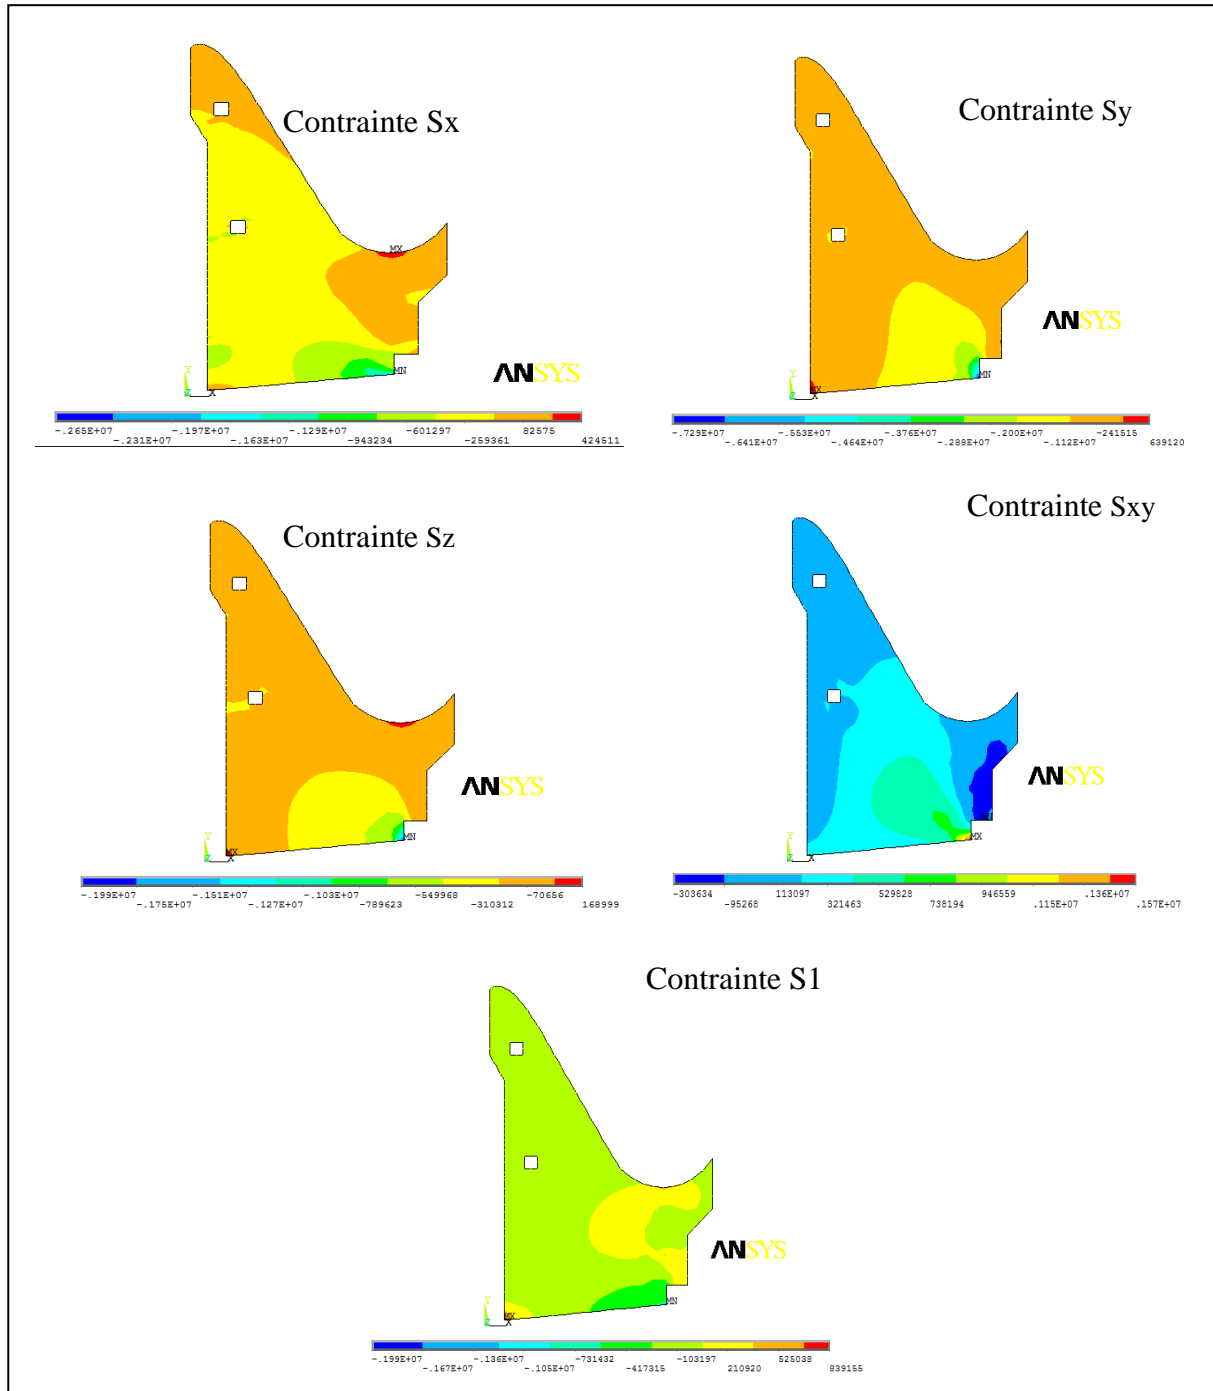 Contrainte Sx
MX
MN
Y
Z
X
ANSYS
-.265E+07
-.231E+07
-.197E+07
-.163E+07
-.129E+07
-943234
-601297
-259361
82575
424511
Contrainte Sy
MX
MN
Y
Z
X
ANSYS
-.729E+07
-.641E+07
-.553E+07
-.464E+07
-.376E+07
-.288E+07
-.200E+07
-.112E+07
-241515
639120
Contrainte Sz
MX
MN
Y
Z
X
ANSYS
-.199E+07
-.175E+07
-.151E+07
-.127E+07
-.103E+07
-789623
-549968
-310312
-70656
168999
Contrainte Sxy
MN
MX
Y
Z
X
ANSYS
-303634
-95268
113097
321463
529828
738194
946559
.115E+07
.136E+07
.157E+07
Contrainte S1
MX
MN
Y
Z
X
ANSYS
-.199E+07
-.167E+07
-.136E+07
-.105E+07
-731432
-417315
-103197
210920
525038
839155